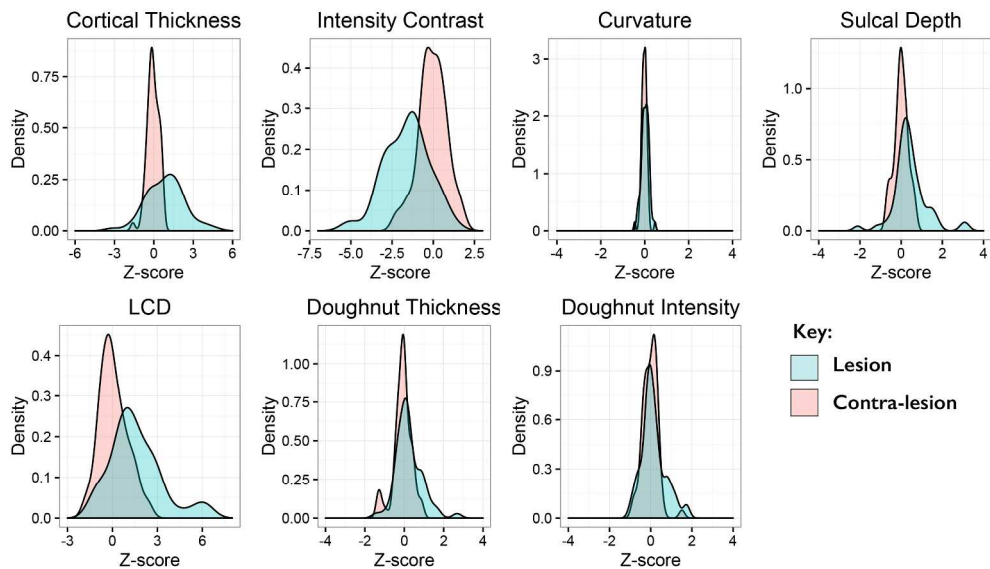 Cortical Thickness
Intensity Contrast
Curvature
Sulcal Depth
Density
0.75
0.50
0.25
0.00
-6 -3 0 3 6
Z-score
Density
0.4
0.3
0.2
0.1
0.0
-7.5 -5.0 -2.5 0.0 2.5
Z-score
Density
3
2
1
0
-4 -2 0 2 4
Z-score
Density
1.0
0.5
0.0
-4 -2 0 2 4
Z-score
LCD
Doughnut Thickness
Doughnut Intensity
Density
0.4
0.3
0.2
0.1
0.0
-3 0 3 6
Z-score
Density
1.00
0.75
0.50
0.25
0.00
-4 -2 0 2 4
Z-score
Density
0.9
0.6
0.3
0.0
-4 -2 0 2 4
Z-score
Key:
Lesion
Contra-lesion